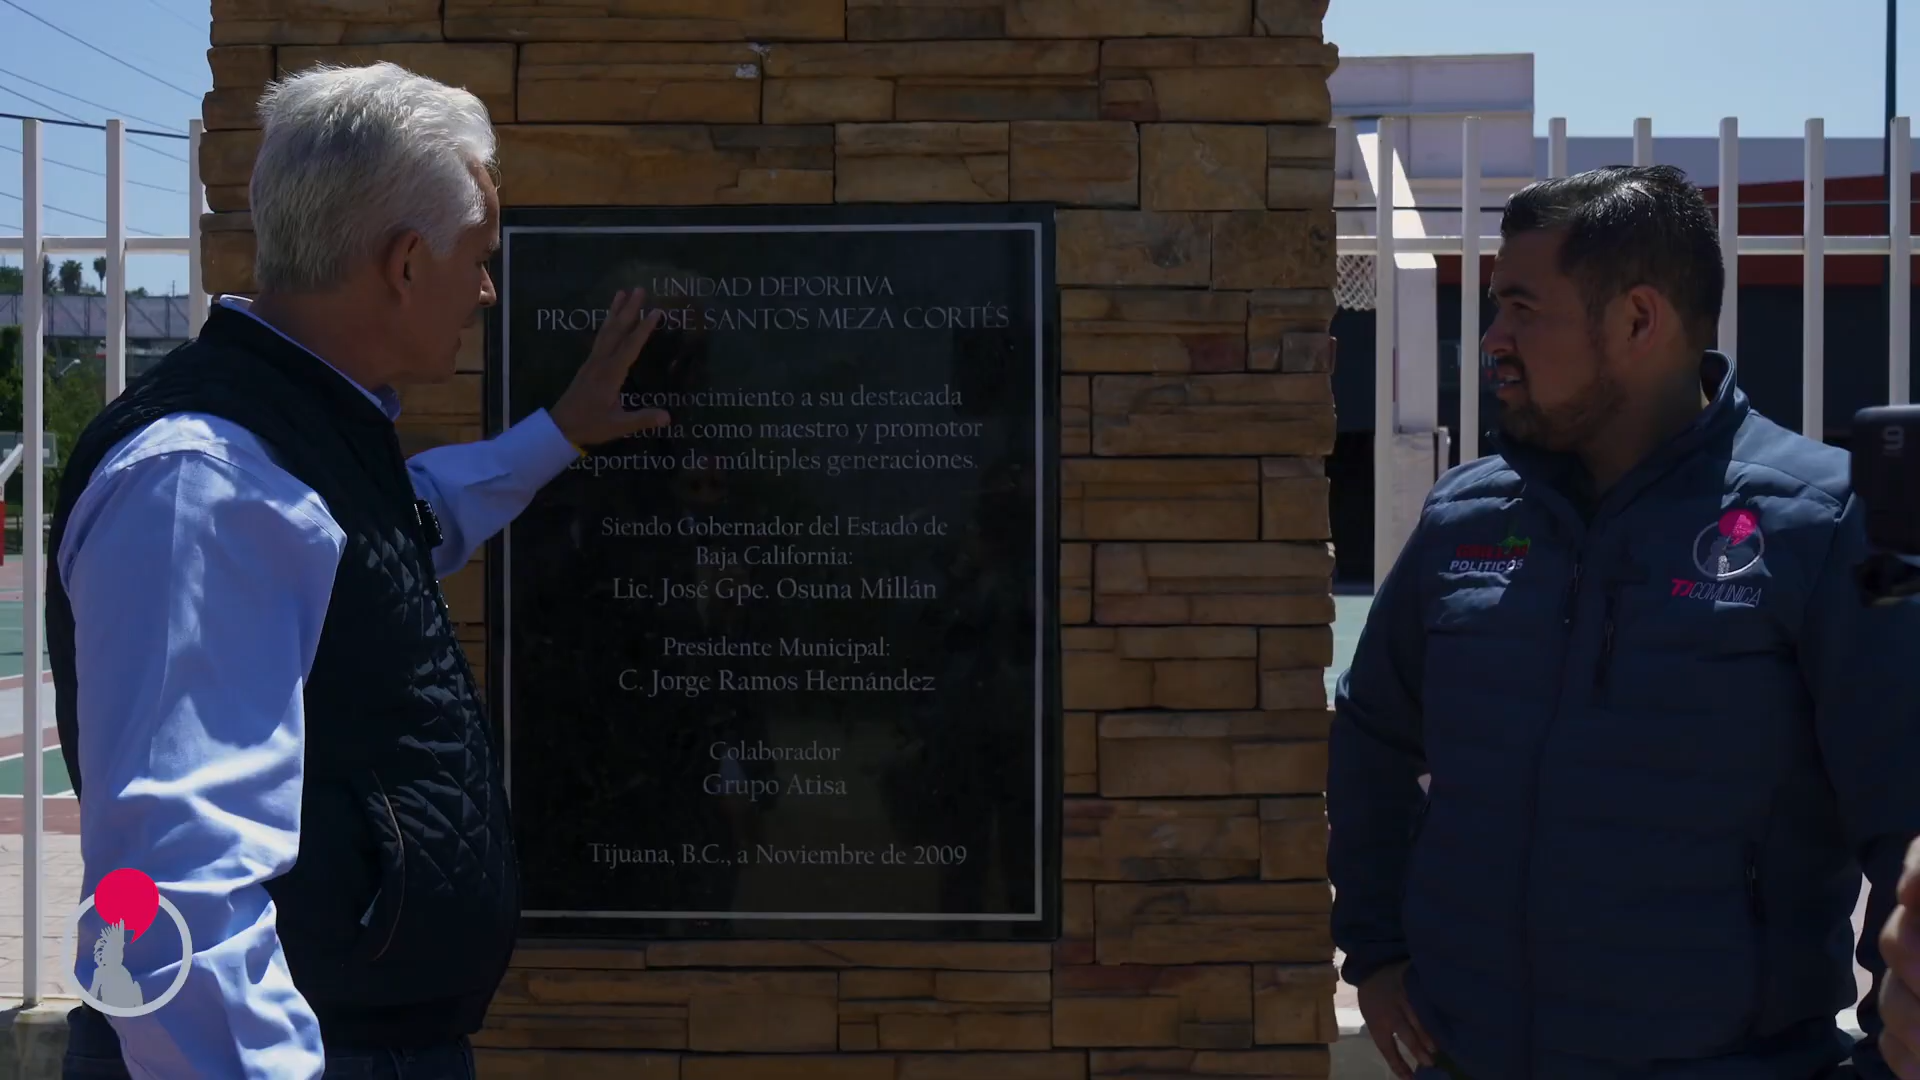 UNIDAD DEPORTIVA
JOSÉ SANTOS MEZA CORTÉS
reconocimiento a su destacada
como maestro y promotor
deportivo de múltiples generaciones.
Siendo Gobernador del Estado de
Baja California:
Lic. José Gpe. Osuna Millán
Presidente Municipal:
C. Jorge Ramos Hernández
Colaborador
Grupo Atisa
Tijuana, B.C., a Noviembre de 2009
POLITICOS
TJCOMUNICA
9